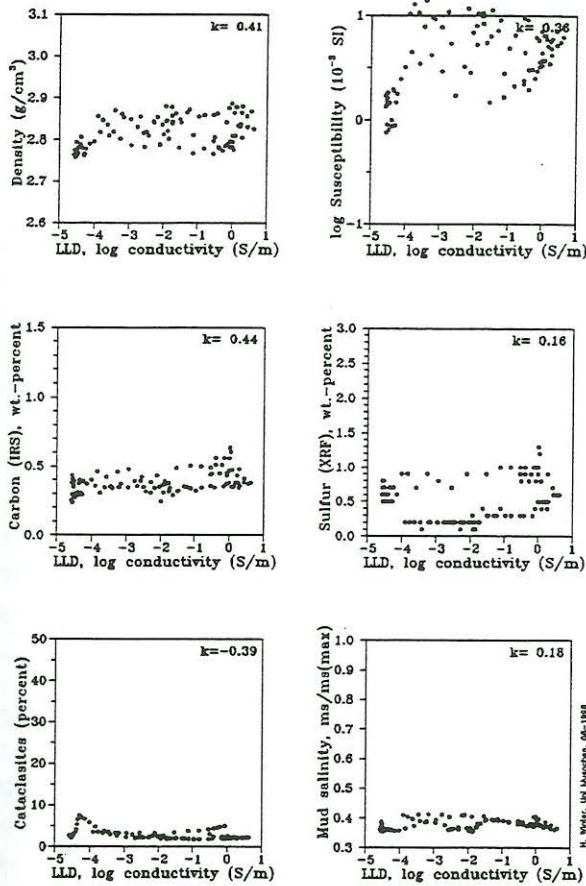 k= 0.41
3.1
3.0
2.9
2.8
2.7
2.6
Density (g/cm³)
-5 -4 -3 -2 -1 0 1
LLD, log conductivity (S/m)
k= 0.36
1
0
-1
log Susceptibility (10⁻³ SI)
-5 -4 -3 -2 -1 0 1
LLD, log conductivity (S/m)
k= 0.44
1.5
1.0
0.5
0.0
Carbon (IRS), wt.-percent
-5 -4 -3 -2 -1 0 1
LLD, log conductivity (S/m)
k= 0.16
3.0
2.5
2.0
1.5
1.0
0.5
0.0
Sulfur (XRF), wt.-percent
-5 -4 -3 -2 -1 0 1
LLD, log conductivity (S/m)
k=-0.39
50
40
30
20
10
0
Cataclasites (percent)
-5 -4 -3 -2 -1 0 1
LLD, log conductivity (S/m)
k= 0.18
1.0
0.9
0.8
0.7
0.6
0.5
0.4
0.3
Mud salinity, ms/ms(max)
-5 -4 -3 -2 -1 0 1
LLD, log conductivity (S/m)